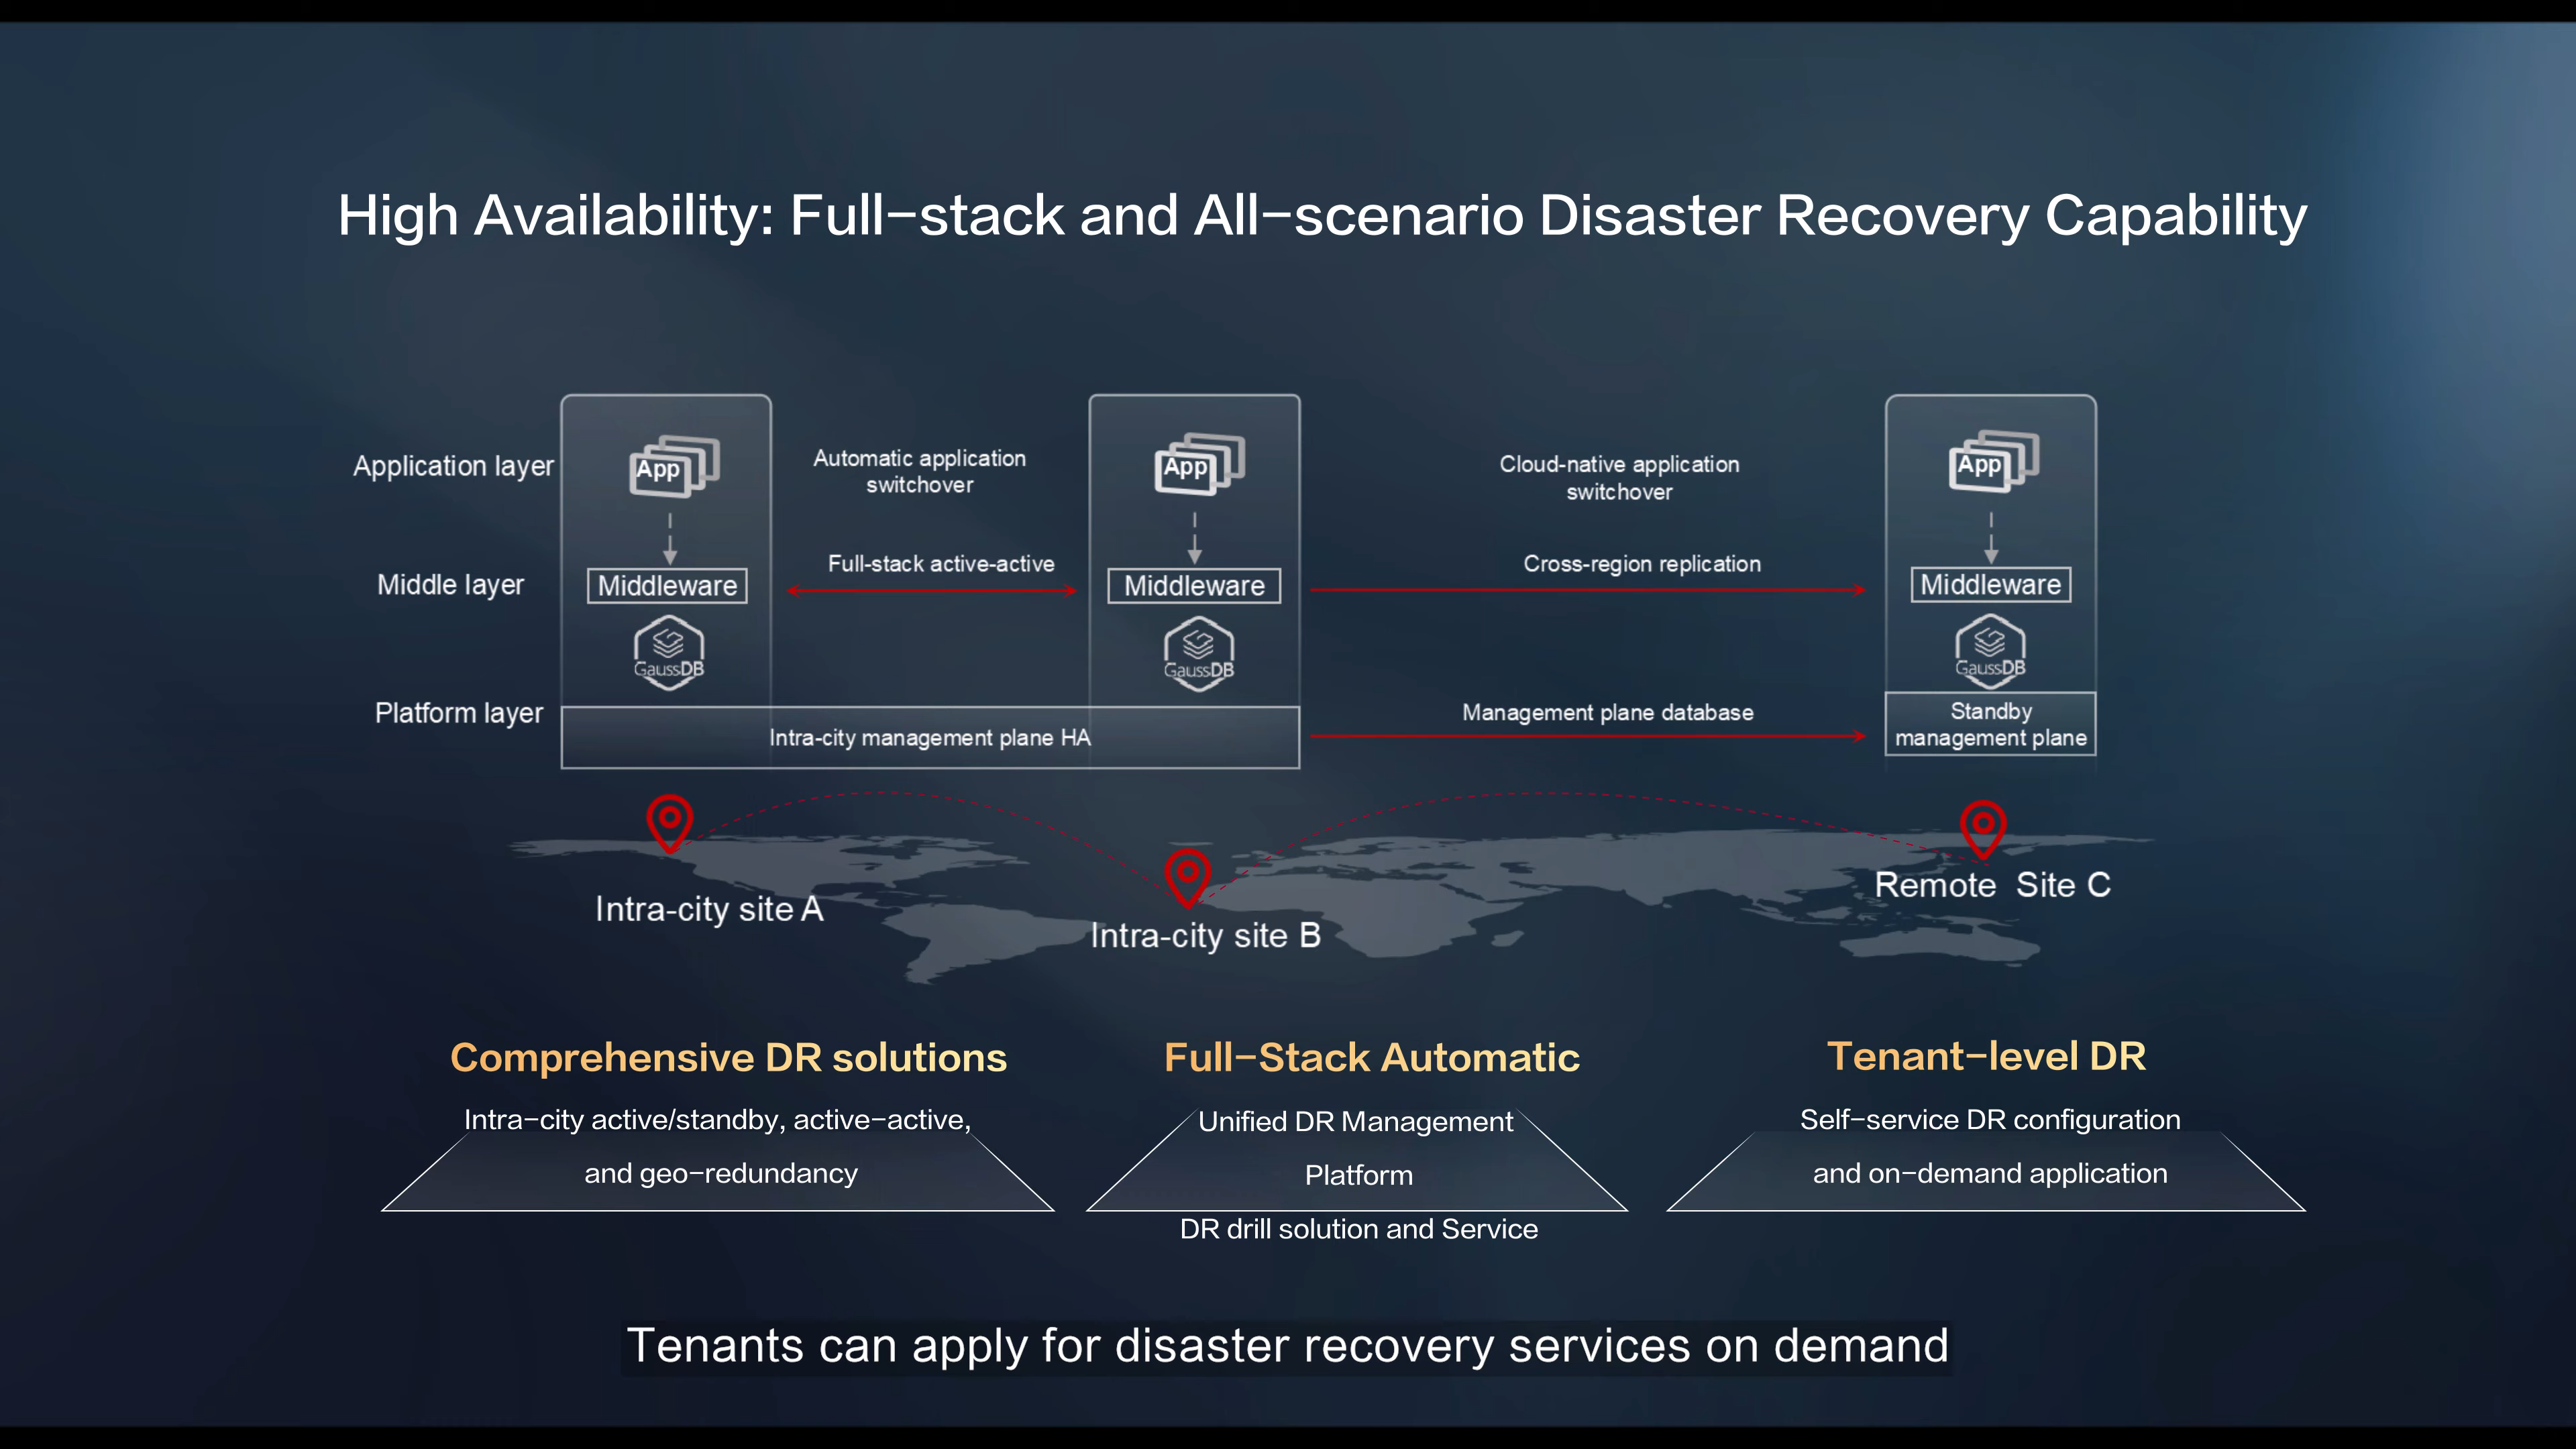 High Availability: Full-stack and All-scenario Disaster Recovery Capability
Application layer
App
Automatic application
switchover
App
Cloud-native application
switchover
App
Middle layer
Middleware
Full-stack active-active
Middleware
Cross-region replication
Middleware
GaussDB
GaussDB
GaussDB
Platform layer
Intra-city management plane HA
Management plane database
Standby
management plane
Intra-city site A
Intra-city site B
Remote Site C
Comprehensive DR solutions
Intra-city active/standby, active-active,
and geo-redundancy
Full-Stack Automatic
Unified DR Management
Platform
DR drill solution and Service
Tenant-level DR
Self-service DR configuration
and on-demand application
Tenants can apply for disaster recovery services on demand